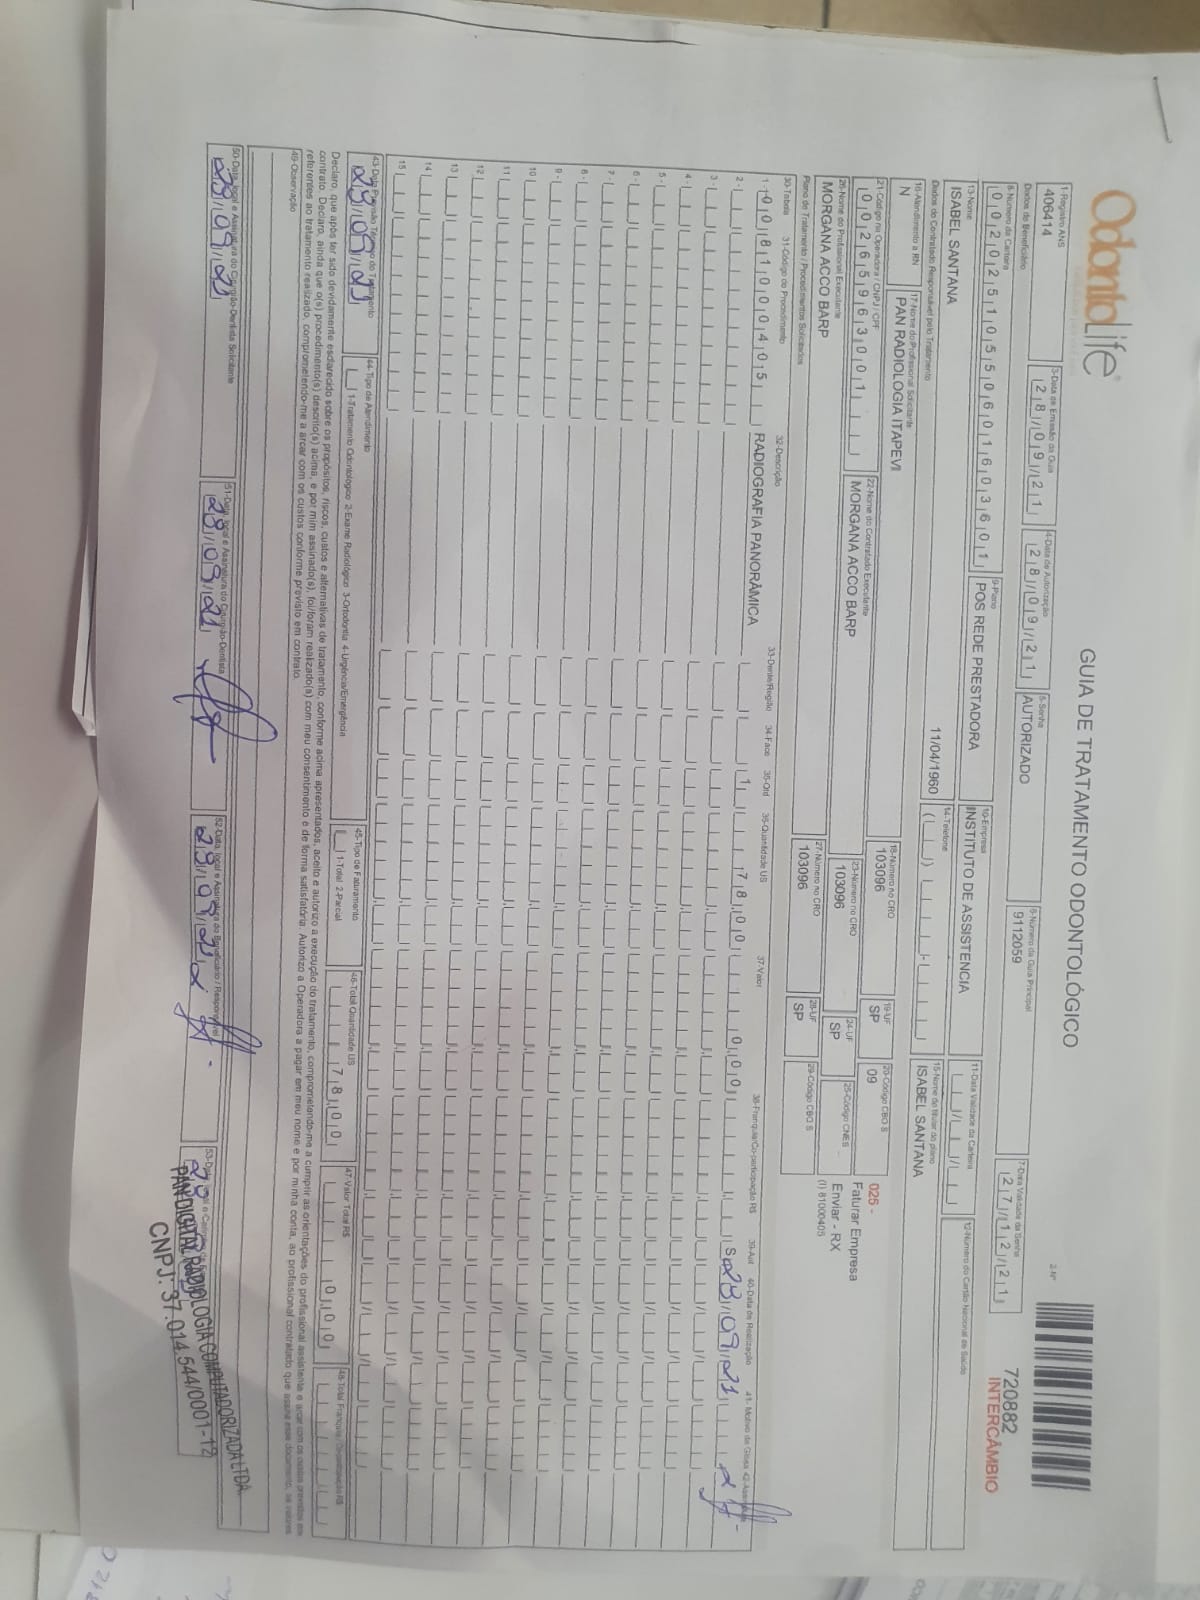 OdontoLife®
GUIA DE TRATAMENTO ODONTOLÓGICO
2-Nº
720882
INTERCÂMBIO
1-Registro ANS
406414
3-Data de Emissão da Guia
28/09/21
4-Data de Autorização
28/09/21
5-Senha
AUTORIZADO
6-Número da Guia Principal
9112059
7-Data Validade da Senha
27/12/21
Dados do Beneficiário
8-Número da Carteira
00202510550601603601
9-Plano
POS REDE PRESTADORA
10-Empresa
INSTITUTO DE ASSISTENCIA
11-Data Validade da Carteira
12-Número do Cartão Nacional de Saúde
13-Nome
ISABEL SANTANA
11/04/1960
14-Telefone
15-Nome do titular do plano
ISABEL SANTANA
Dados do Contratado Responsável pelo Tratamento
16-Atendimento a RN
N
17-Nome do Profissional Solicitante
PAN RADIOLOGIA ITAPEVI
18-Número no CRO
103096
19-UF
SP
20-Código CBO S
09
025 -
Faturar Empresa
Enviar - RX
(I) 81000405
21-Código na Operadora / CNPJ / CPF
00265963001
22-Nome do Contratado Executante
MORGANA ACCO BARP
23-Número no CRO
103096
24-UF
SP
25-Código CNES
26-Nome do Profissional Executante
MORGANA ACCO BARP
27-Número no CRO
103096
28-UF
SP
29-Código CBO S
Plano de Tratamento / Procedimentos Solicitados
30-Tabela 31-Código do Procedimento 32-Descrição 33-Dente/Região 34-Face 35-Qtd 36-Quantidade US 37-Valor 38-Franquia/Co-participação R$ 39-Aut 40-Data de Realização 41-Motivo da Glosa 42-Assinatura
1- 00 81000405 RADIOGRAFIA PANORÂMICA 1 78,00 0,00 S 28/09/21
2-
3-
4-
5-
6-
7-
8-
9-
10
11
12
13
14
15
43-Data Previsão Término do Tratamento
28/09/21
44-Tipo de Atendimento
1-Tratamento Odontológico 2-Exame Radiológico 3-Ortodontia 4-Urgência/Emergência
45-Tipo de Faturamento
1-Total 2-Parcial
46-Total Quantidade US
78,00
47-Valor Total R$
0,00
48-Total Franquia/Co-participação R$
Declaro, que após ter sido devidamente esclarecido sobre os propósitos, riscos, custos e alternativas de tratamento, conforme acima apresentados, aceito e autorizo a execução do tratamento, comprometendo-me a cumprir as orientações do profissional assistente e arcar com os custos previstos em
contrato. Declaro, ainda que o(s) procedimento(s) descrito(s) acima, e por mim assinado(s), foi/foram realizado(s) com meu consentimento e de forma satisfatória. Autorizo a Operadora a pagar em meu nome e por minha conta, ao profissional contratado que assina esse documento, os valores
referentes ao tratamento realizado, comprometendo-me a arcar com os custos conforme previsto em contrato.
49-Observação
50-Data, local e Assinatura do Cirurgião-Dentista Solicitante
28/09/21
51-Data, local e Assinatura do Cirurgião-Dentista
28/09/21
52-Data, local e Assinatura do Beneficiário / Responsável
28/09/21
PAN DIGITAL RADIOLOGIA COMPUTADORIZADA LTDA
CNPJ: 37.014.544/0001-12